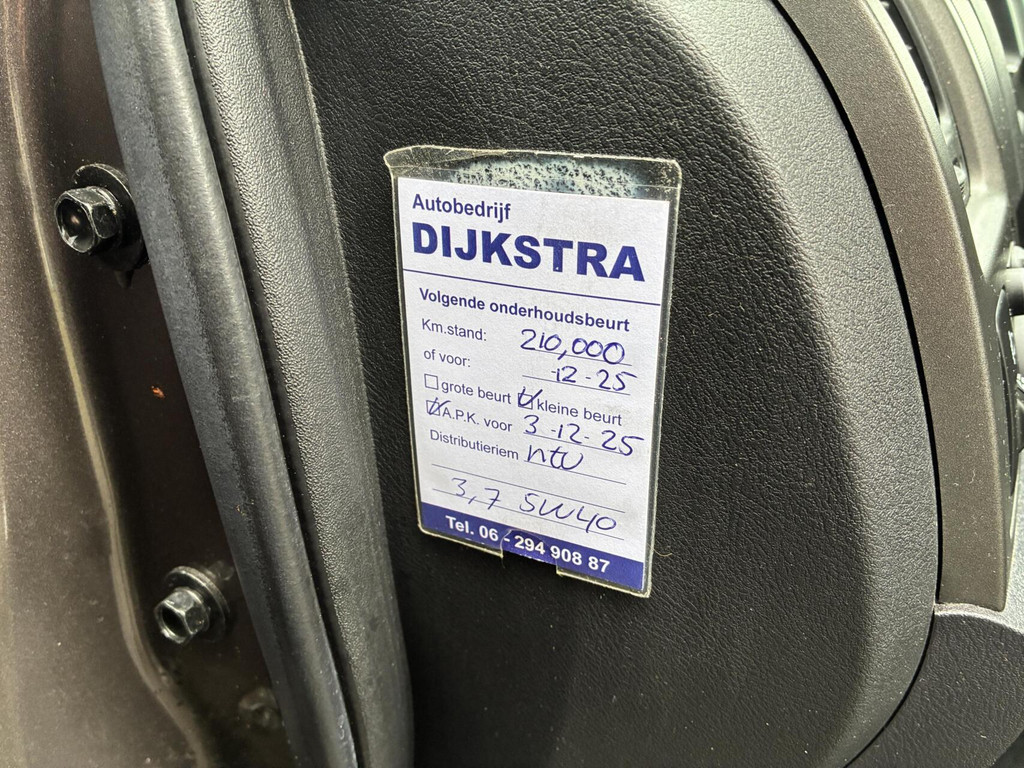 Autobedrijf
DIJKSTRA
Volgende onderhoudsbeurt
Km.stand: 210,000
of voor: -12-25
grote beurt kleine beurt
A.P.K. voor 3-12-25
Distributieriem ntv
3,7 5W40
Tel. 06 - 294 908 87